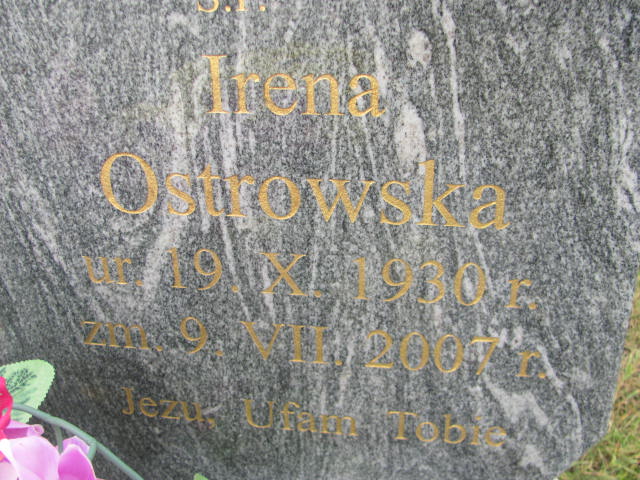 Ś.P.
Irena
Ostrowska
ur. 19. X. 1930 r.
zm. 9. VII. 2007 r.
" Jezu, Ufam Tobie